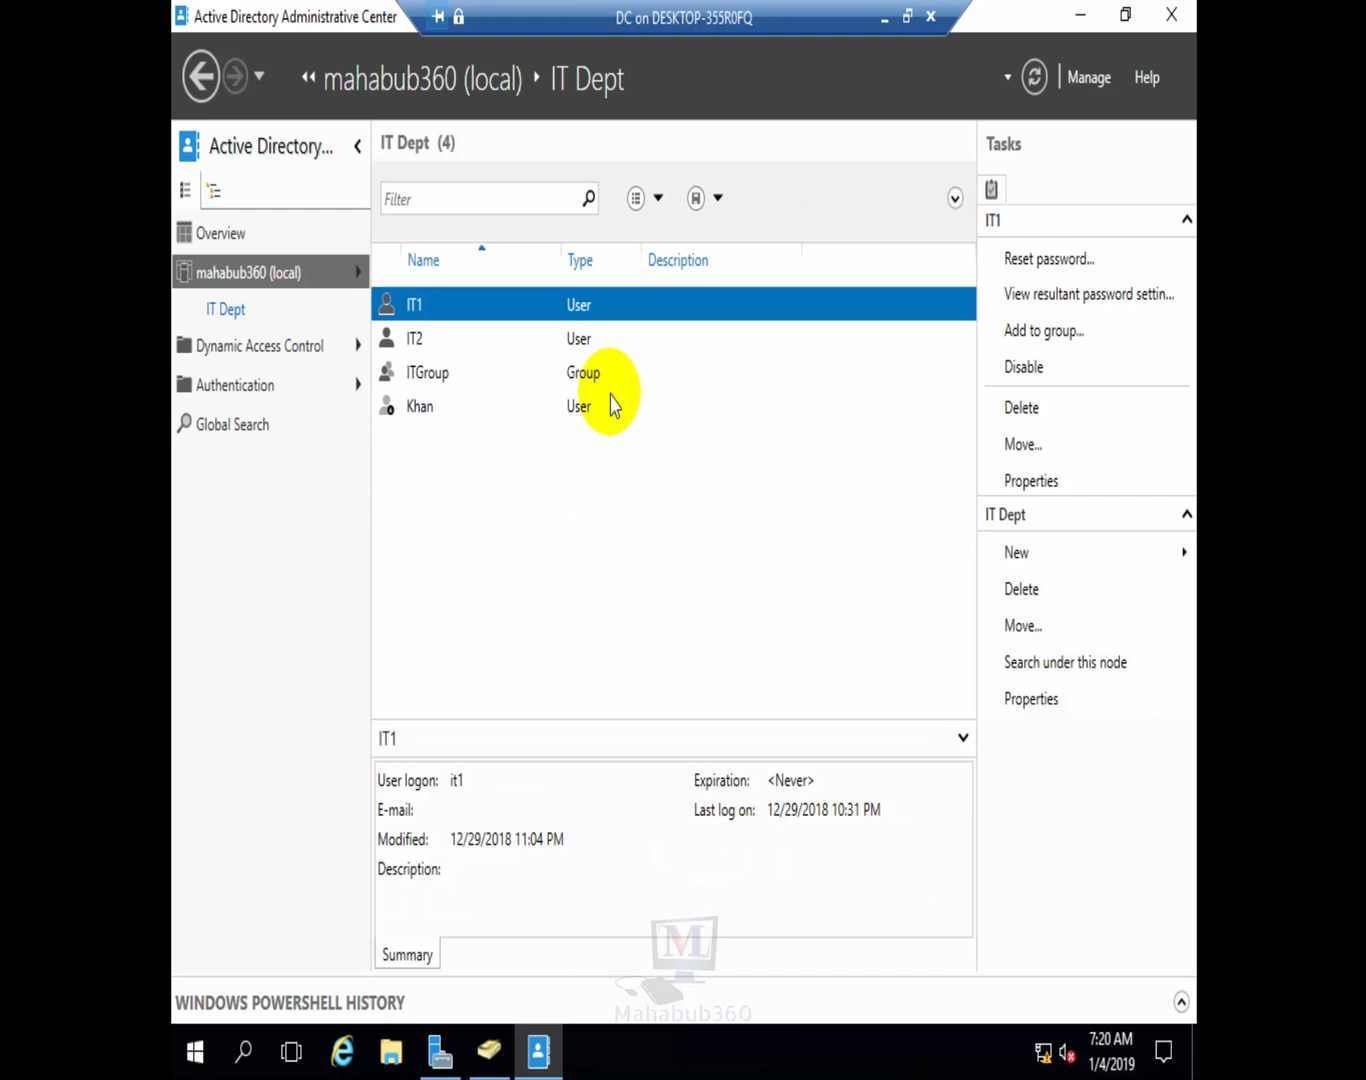 Active Directory Administrative Center
DC on DESKTOP-355R0FQ
mahabub360 (local) IT Dept
Manage
Help
Active Directory...
Overview
mahabub360 (local)
IT Dept
Dynamic Access Control
Authentication
Global Search
IT Dept (4)
Filter
Name Type Description
IT1 User
IT2 User
ITGroup Group
Khan User
IT1
User logon: it1
E-mail:
Modified: 12/29/2018 11:04 PM
Description:
Expiration: <Never>
Last log on: 12/29/2018 10:31 PM
Summary
Tasks
IT1
Reset password...
View resultant password settin...
Add to group...
Disable
Delete
Move...
Properties
IT Dept
New
Delete
Move...
Search under this node
Properties
M
Mahabub360
WINDOWS POWERSHELL HISTORY
7:20 AM
1/4/2019